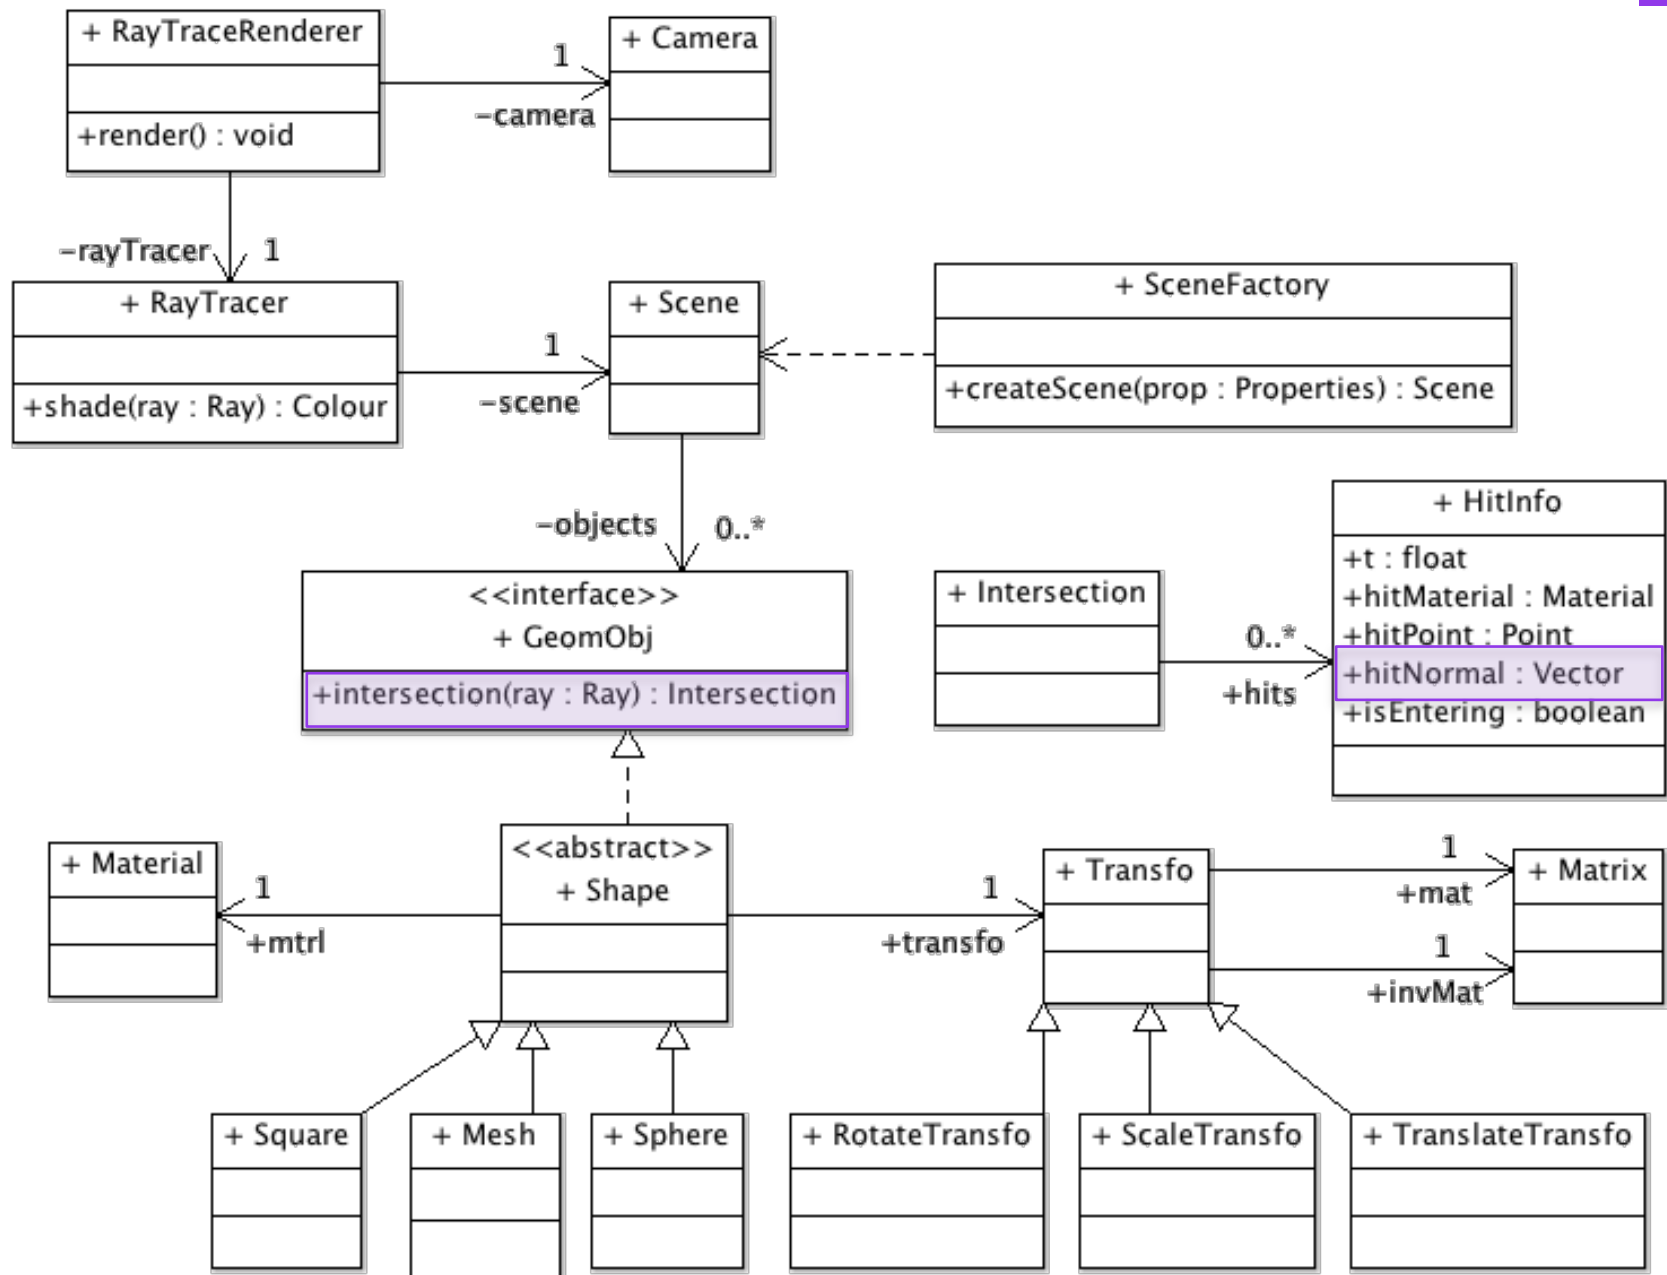 + RayTraceRenderer
+render() : void
1
-camera
+ Camera
-rayTracer
1
+ RayTracer
+shade(ray : Ray) : Colour
1
-scene
+ Scene
+ SceneFactory
+createScene(prop : Properties) : Scene
-objects
0..*
<<interface>>
+ GeomObj
+intersection(ray : Ray) : Intersection
+ Intersection
0..*
+hits
+ HitInfo
+t : float
+hitMaterial : Material
+hitPoint : Point
+hitNormal : Vector
+isEntering : boolean
+ Material
1
+mtrl
<<abstract>>
+ Shape
1
+transfo
+ Transfo
1
+mat
1
+invMat
+ Matrix
+ Square
+ Mesh
+ Sphere
+ RotateTransfo
+ ScaleTransfo
+ TranslateTransfo